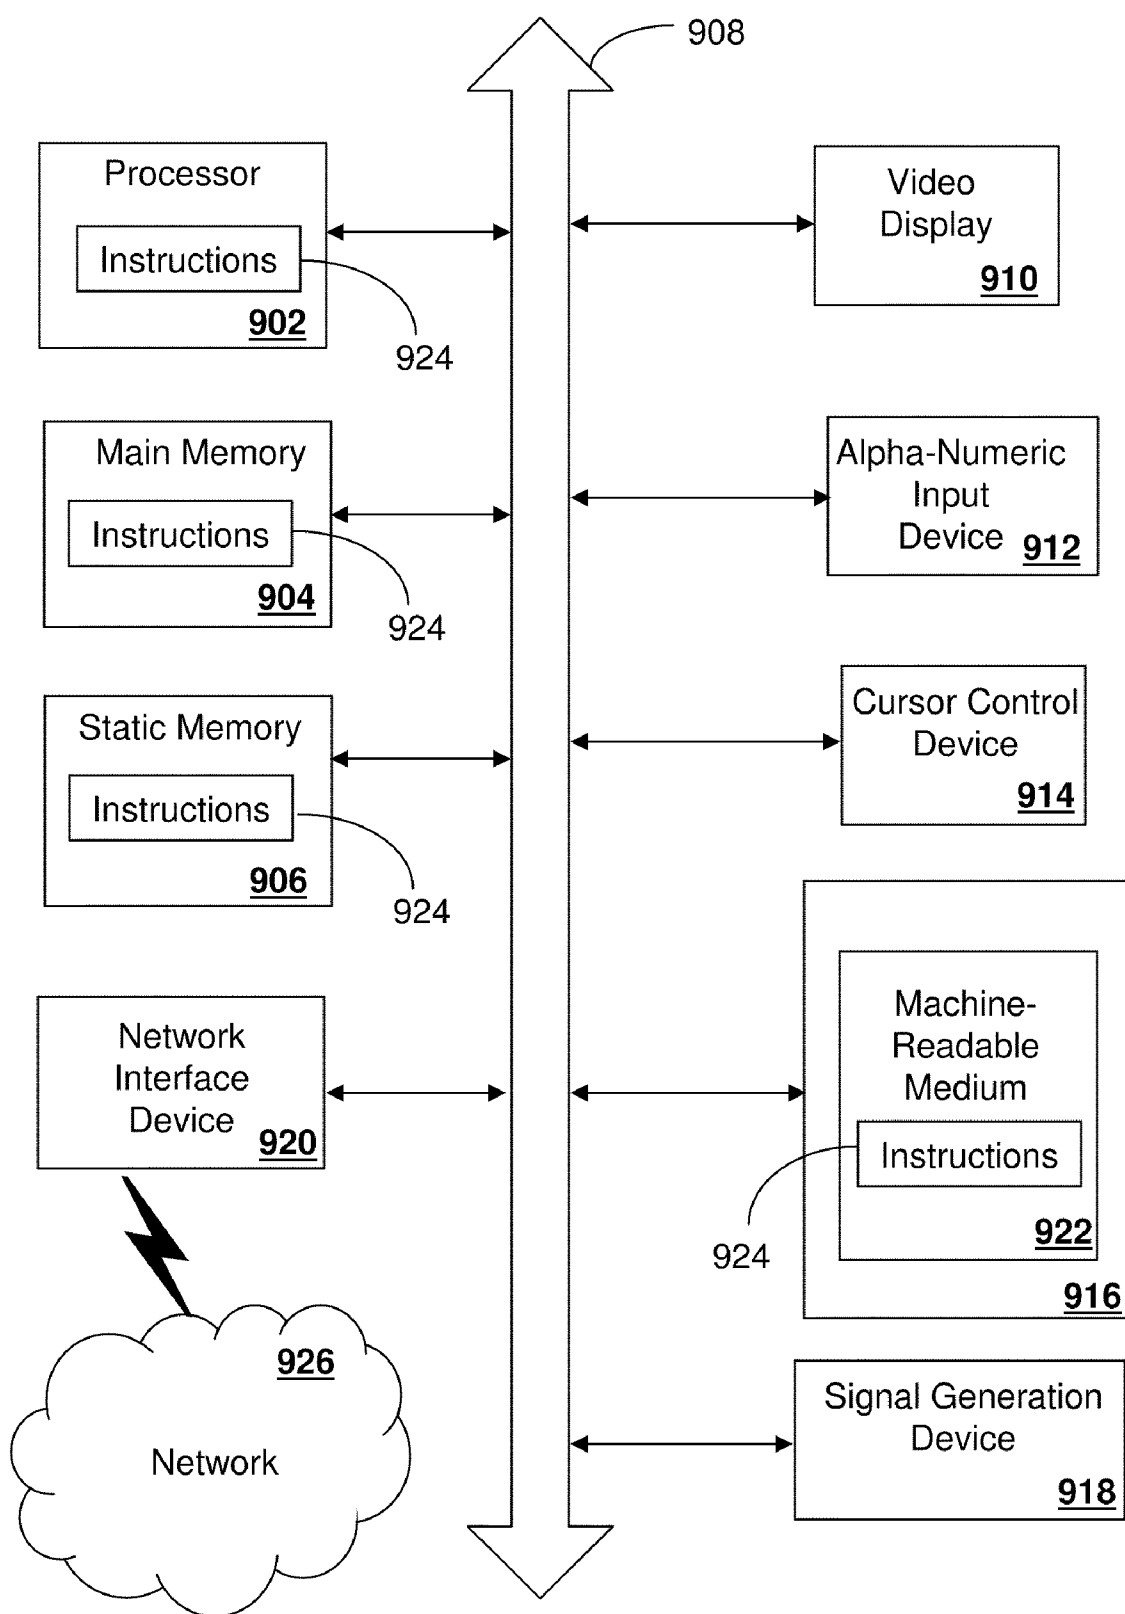 908
Processor
Instructions
902
924
Main Memory
Instructions
904
924
Static Memory
Instructions
906
924
Network
Interface
Device
920
926
Network
Video
Display
910
Alpha-Numeric
Input
Device 912
Cursor Control
Device
914
Machine-
Readable
Medium
Instructions
922
924
916
Signal Generation
Device
918